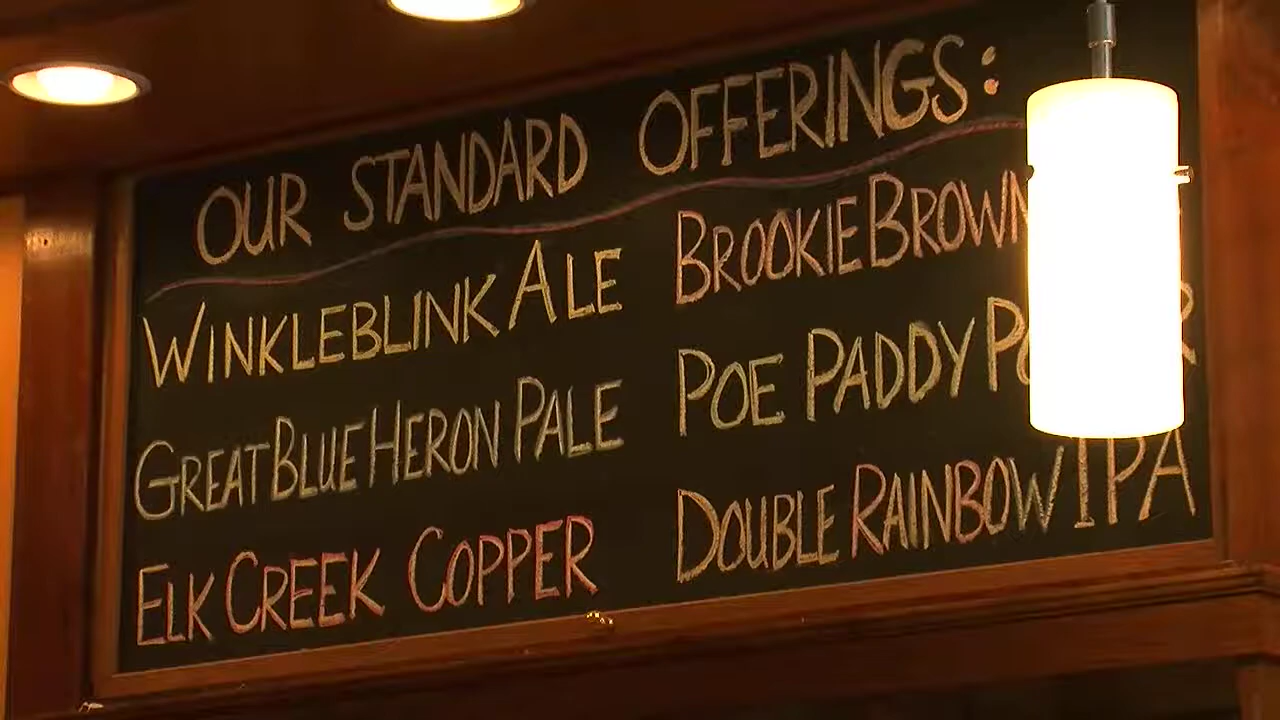 OUR STANDARD OFFERINGS:
WINKLEBLINK ALE
GREAT BLUE HERON PALE
ELK CREEK COPPER
BROOKIE BROWN
POE PADDY
DOUBLE RAINBOW IPA